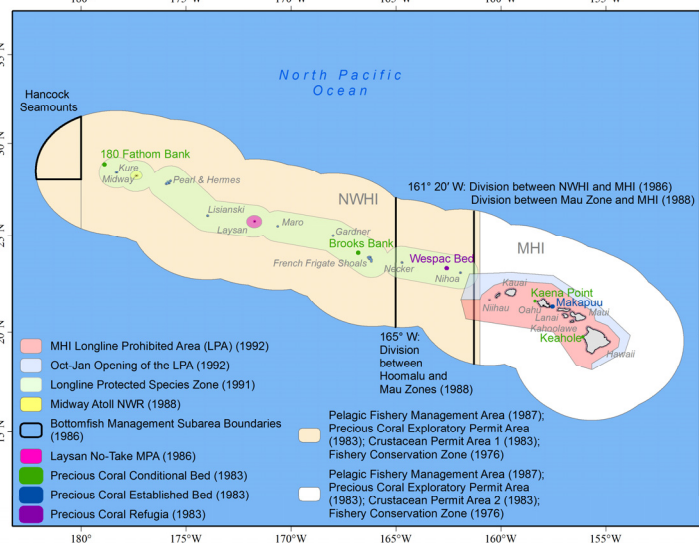 180°
175°W
170°W
165°W
160°W
155°W
North Pacific
Ocean
Hancock
Seamounts
30°N
180 Fathom Bank
Kure
Midway
Pearl & Hermes
NWHI
161° 20' W: Division between NWHI and MHI (1986)
Division between Mau Zone and MHI (1988)
Lisianski
Laysan
Maro
Gardner
25°N
MHI
Brooks Bank
French Frigate Shoals
Necker
Wespac Bed
Nihoa
Kauai
Niihau
Kaena Point
Makapuu
Oahu
Lanai
Maui
Kahoolawe
Keahole
Hawaii
20°N
15°N
165° W:
Division
between
Hoomalu and
Mau Zones
(1988)
MHI Longline Prohibited Area (LPA) (1992)
Oct-Jan Opening of the LPA (1992)
Longline Protected Species Zone (1991)
Midway Atoll NWR (1988)
Bottomfish Management Subarea Boundaries
(1986)
Laysan No-Take MPA (1986)
Precious Coral Conditional Bed (1983)
Precious Coral Established Bed (1983)
Precious Coral Refugia (1983)
Pelagic Fishery Management Area (1987);
Precious Coral Exploratory Permit Area
(1983); Crustacean Permit Area 1 (1983);
Fishery Conservation Zone (1976)
Pelagic Fishery Management Area (1987);
Precious Coral Exploratory Permit Area
(1983); Crustacean Permit Area 2 (1983);
Fishery Conservation Zone (1976)
180°
175°W
170°W
165°W
160°W
155°W